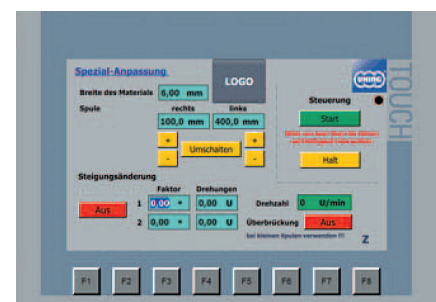 Spezial-Anpassung
LOGO
UHING
TOUCH
Breite des Materials 6,00 mm
Spule rechts links
100,0 mm 400,0 mm
+ Umschalten +
- -
Steuerung
Start
Halt
Steigungsänderung
Faktor Drehungen
Aus 1 0,00 ° 0,00 U
2 0,00 ° 0,00 U
Drehzahl 0 U/min
Überbrückung Aus
bei kleinen Spulen verwenden !!!
Z
F1 F2 F3 F4 F5 F6 F7 F8